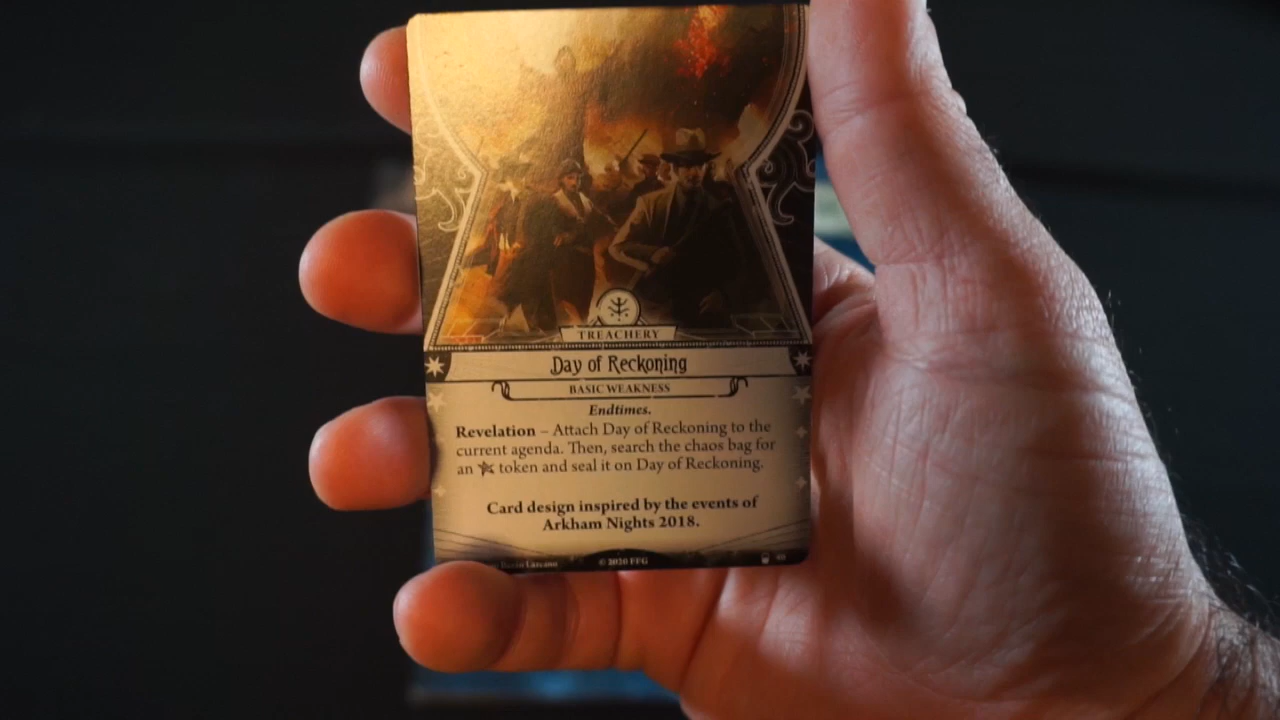 TREACHERY
Day of Reckoning
BASIC WEAKNESS
Endtimes.
Revelation – Attach Day of Reckoning to the
current agenda. Then, search the chaos bag for
an token and seal it on Day of Reckoning.
Card design inspired by the events of
Arkham Nights 2018.
Lazcano © 2020 FFG